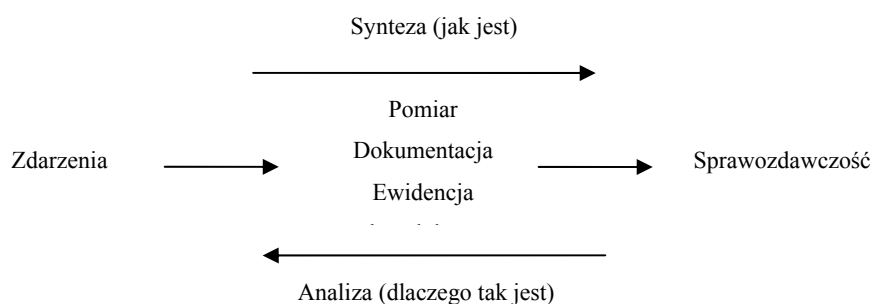 Synteza (jak jest)
Pomiar
Zdarzenia
Dokumentacja
Sprawozdawczość
Ewidencja
Analiza (dlaczego tak jest)